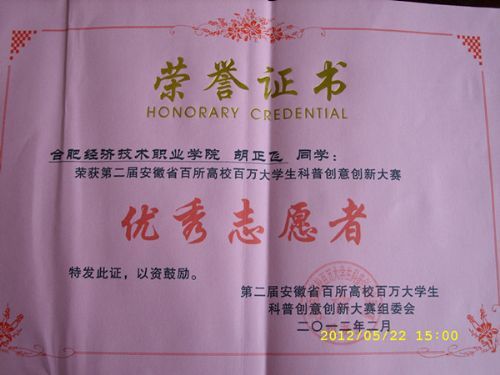 荣誉证书
HONORARY CREDENTIAL
合肥经济技术职业学院 胡正飞 同学：
荣获第二届安徽省百所高校百万大学生科普创意创新大赛
优秀志愿者
特发此证，以资鼓励。
第二届安徽省百所高校百万大学生
科普创意创新大赛组委会
二〇一二年二月
2012/05/22 15:00